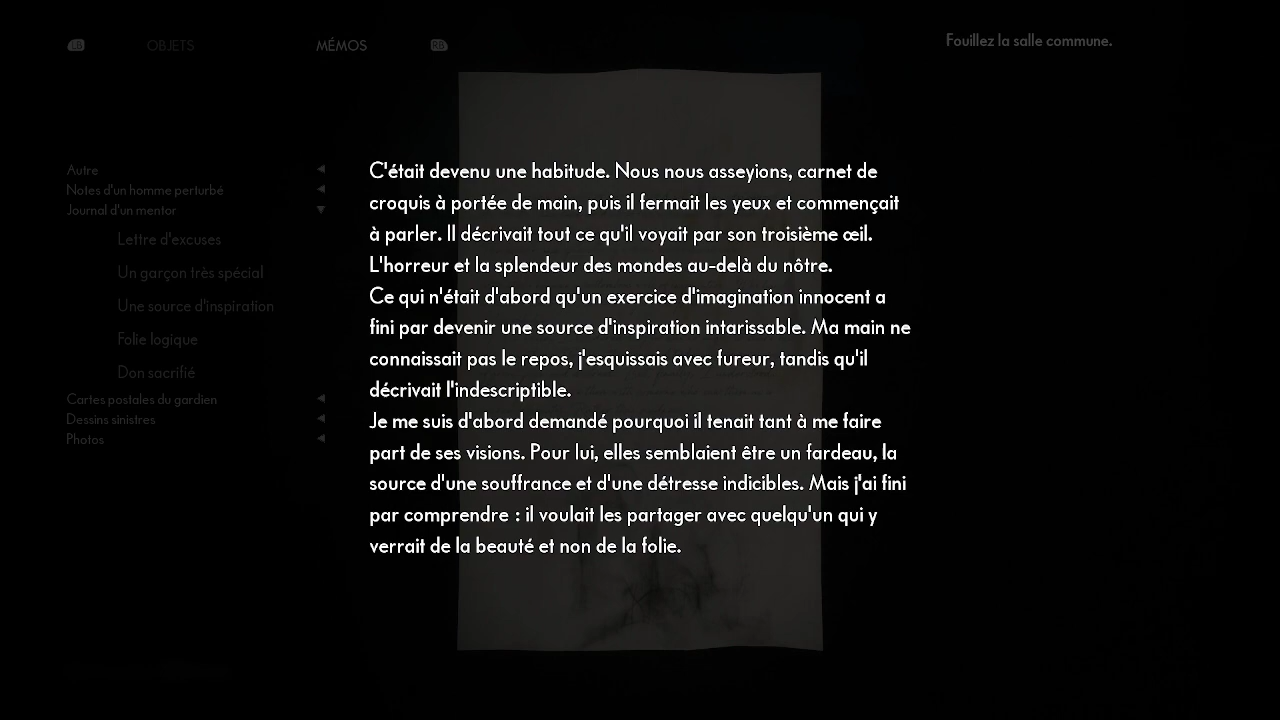 LB OBJETS MÉMOS RB
Fouillez la salle commune.
Autre
Notes d'un homme perturbé
Journal d'un mentor
Lettre d'excuses
Un garçon très spécial
Une source d'inspiration
Folie logique
Don sacrifié
Cartes postales du gardien
Dessins sinistres
Photos
C'était devenu une habitude. Nous nous asseyions, carnet de
croquis à portée de main, puis il fermait les yeux et commençait
à parler. Il décrivait tout ce qu'il voyait par son troisième œil.
L'horreur et la splendeur des mondes au-delà du nôtre.
Ce qui n'était d'abord qu'un exercice d'imagination innocent a
fini par devenir une source d'inspiration intarissable. Ma main ne
connaissait pas le repos, j'esquissais avec fureur, tandis qu'il
décrivait l'indescriptible.
Je me suis d'abord demandé pourquoi il tenait tant à me faire
part de ses visions. Pour lui, elles semblaient être un fardeau, la
source d'une souffrance et d'une détresse indicibles. Mais j'ai fini
par comprendre : il voulait les partager avec quelqu'un qui y
verrait de la beauté et non de la folie.